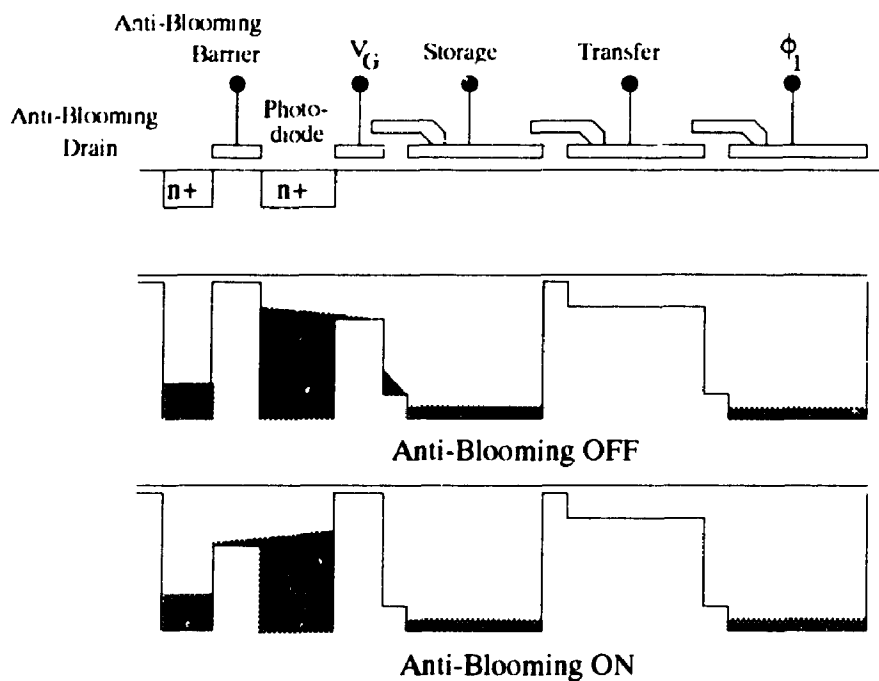 Anti-Blooming
Barrier
V_G
Storage
Transfer
ϕ_1
Anti-Blooming
Drain
Photo-
diode
n+
n+
Anti-Blooming OFF
Anti-Blooming ON